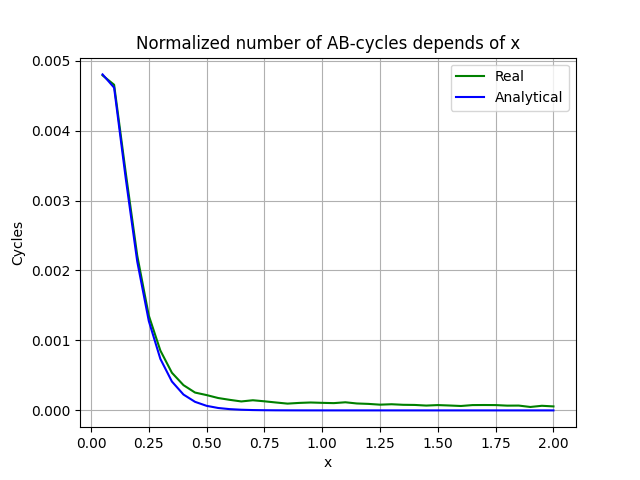 Normalized number of AB-cycles depends of x
Real
Analytical
Cycles
0.005
0.004
0.003
0.002
0.001
0.000
0.00 0.25 0.50 0.75 1.00 1.25 1.50 1.75 2.00
x